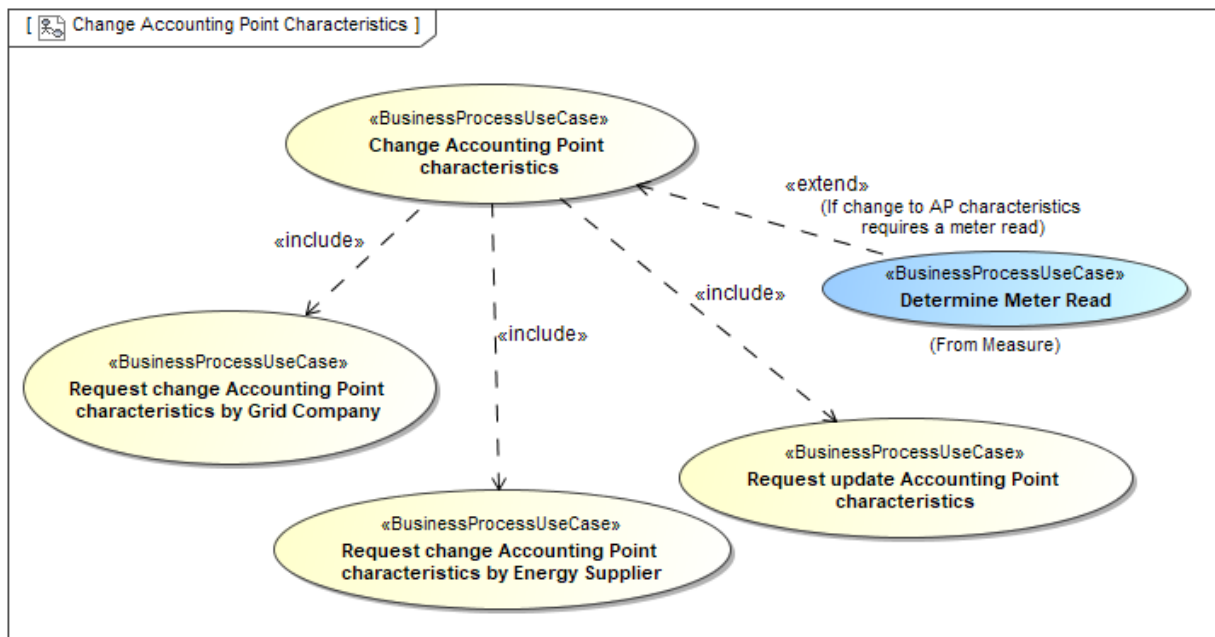 [ Change Accounting Point Characteristics ]
«BusinessProcessUseCase»
Change Accounting Point
characteristics
«extend»
(If change to AP characteristics
requires a meter read)
«include»
«BusinessProcessUseCase»
Determine Meter Read
(From Measure)
«include»
«include»
«BusinessProcessUseCase»
Request change Accounting Point
characteristics by Grid Company
«BusinessProcessUseCase»
Request update Accounting Point
characteristics
«BusinessProcessUseCase»
Request change Accounting Point
characteristics by Energy Supplier